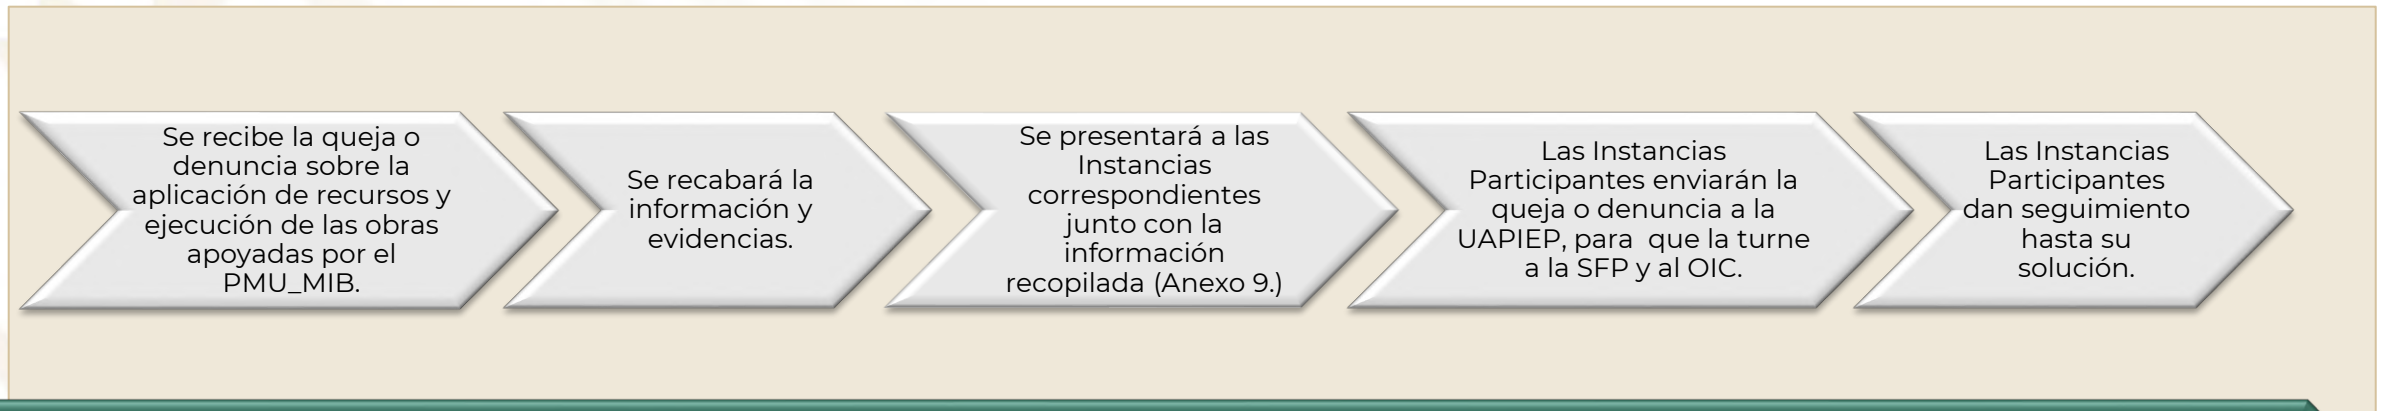 Se recibe la queja o
denuncia sobre la
aplicación de recursos y
ejecución de las obras
apoyadas por el
PMU_MIB.
Se recabará la
información y
evidencias.
Se presentará a las
Instancias
correspondientes
junto con la
información
recopilada (Anexo 9.)
Las Instancias
Participantes enviarán la
queja o denuncia a la
UAPIEP, para  que la turne
a la SFP y al OIC.
Las Instancias
Participantes
dan seguimiento
hasta su
solución.